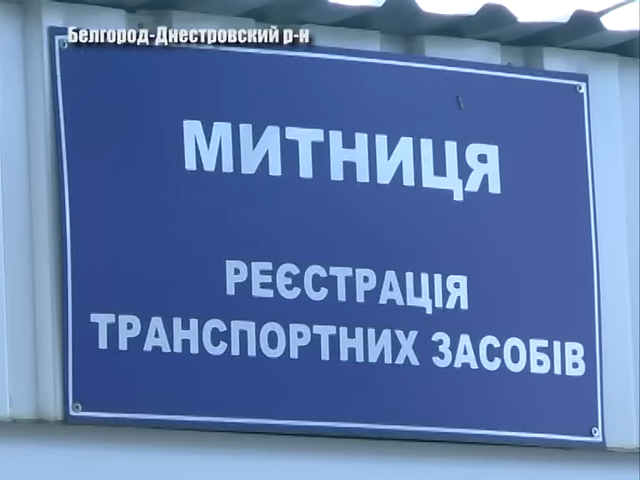 Белгород-Днестровский р-н
МИТНИЦЯ
РЕЄСТРАЦІЯ
ТРАНСПОРТНИХ ЗАСОБІВ